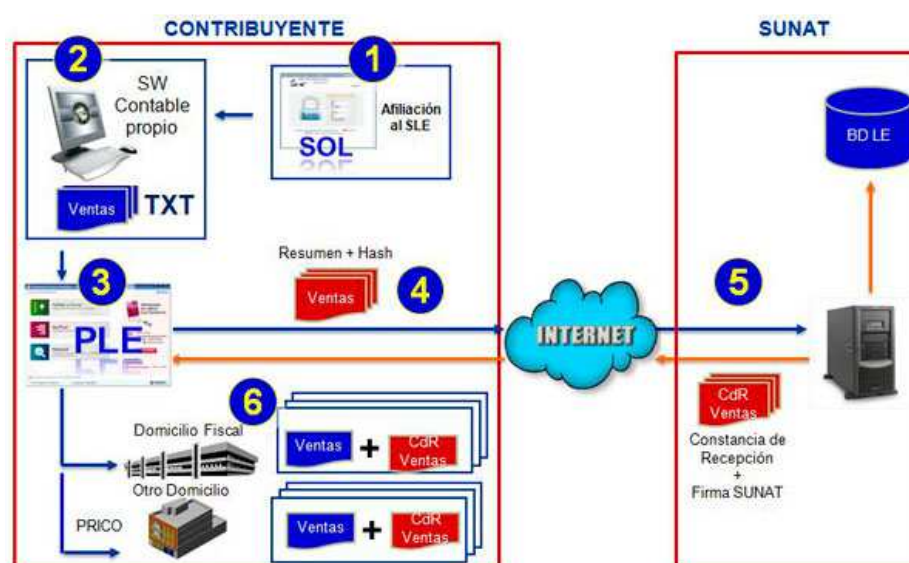 CONTRIBUYENTE
SUNAT
2
SW
Contable
propio
Ventas
TXT
1
Afiliación
al SLE
SOL
BD LE
3
PLE
Resumen + Hash
Ventas
4
INTERNET
5
CdR
Ventas
Constancia de
Recepción
+
Firma SUNAT
6
Domicilio Fiscal
Ventas
+
CdR
Ventas
Otro Domicilio
PRICO
Ventas
+
CdR
Ventas